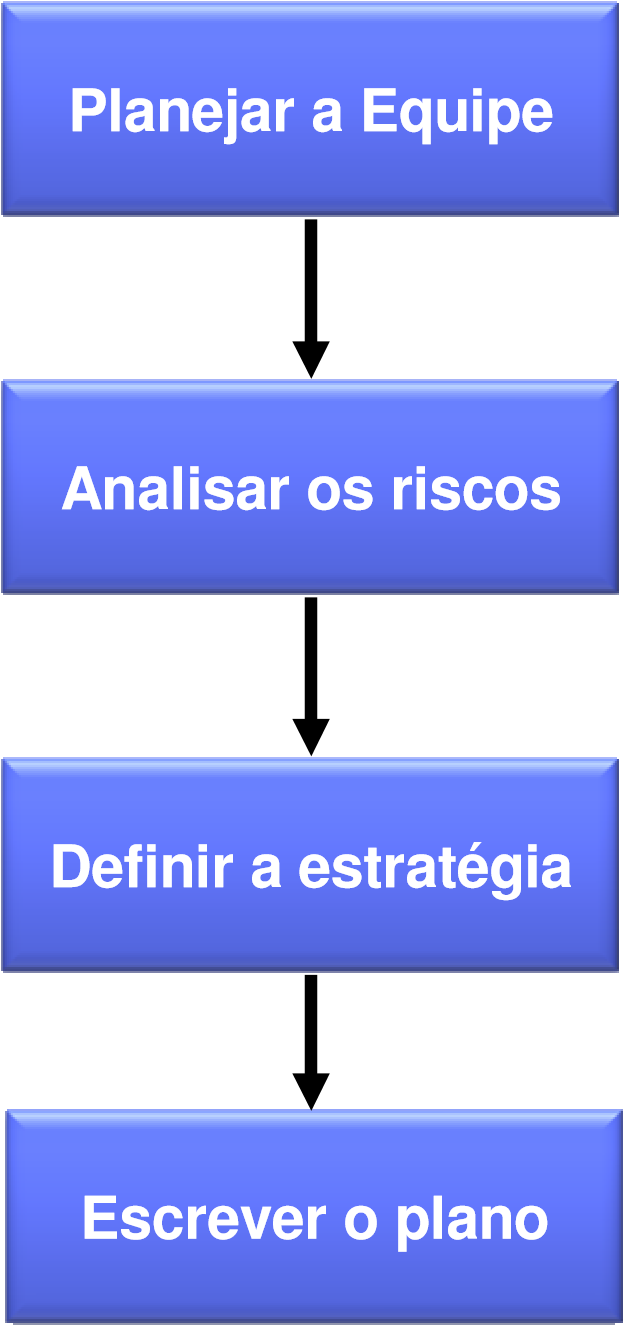 Planejar a Equipe
Analisar os riscos
Definir a estratégia
Escrever o plano